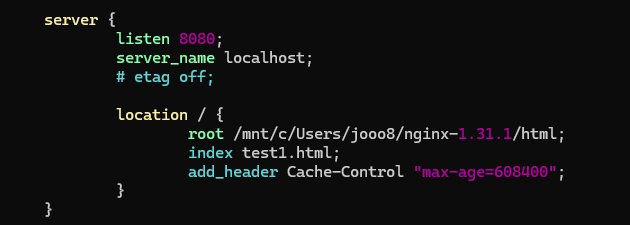 server {
listen 8080;
server_name localhost;
# etag off;
location / {
root /mnt/c/Users/jooo8/nginx-1.31.1/html;
index test1.html;
add_header Cache-Control "max-age=608400";
}
}